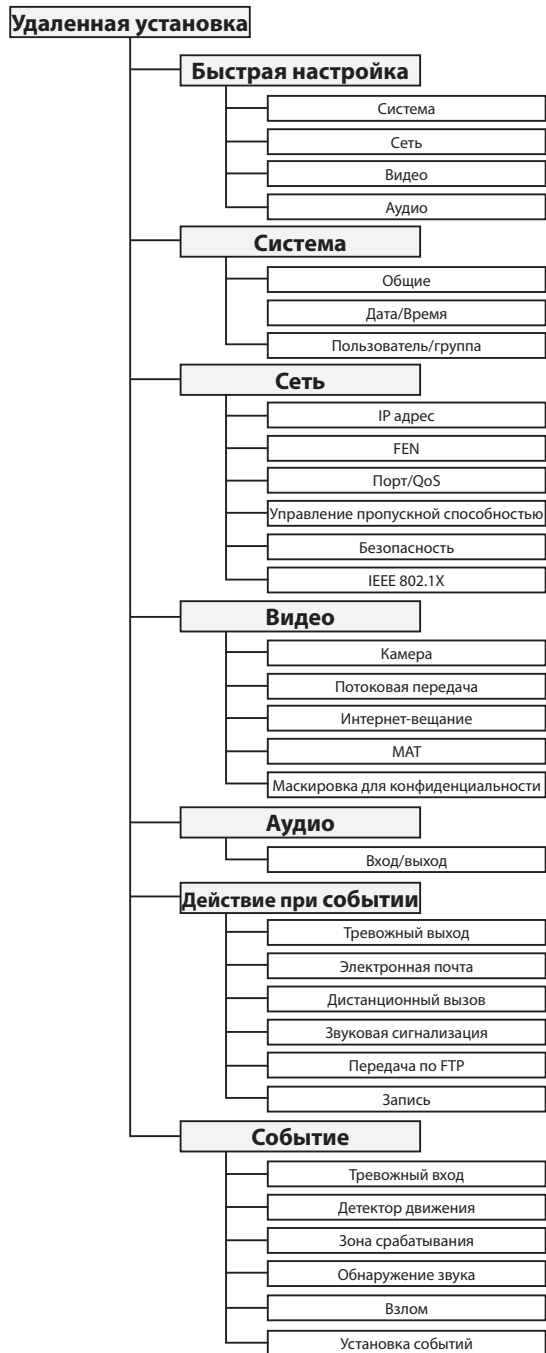 Удаленная установка
Быстрая настройка
Система
Сеть
Видео
Аудио
Система
Общие
Дата/Время
Пользователь/группа
Сеть
IP адрес
FEN
Порт/QoS
Управление пропускной способностью
Безопасность
IEEE 802.1X
Видео
Камера
Потоковая передача
Интернет-вещание
MAT
Маскировка для конфиденциальности
Аудио
Вход/выход
Действие при событии
Тревожный выход
Электронная почта
Дистанционный вызов
Звуковая сигнализация
Передача по FTP
Запись
Событие
Тревожный вход
Детектор движения
Зона срабатывания
Обнаружение звука
Взлом
Установка событий